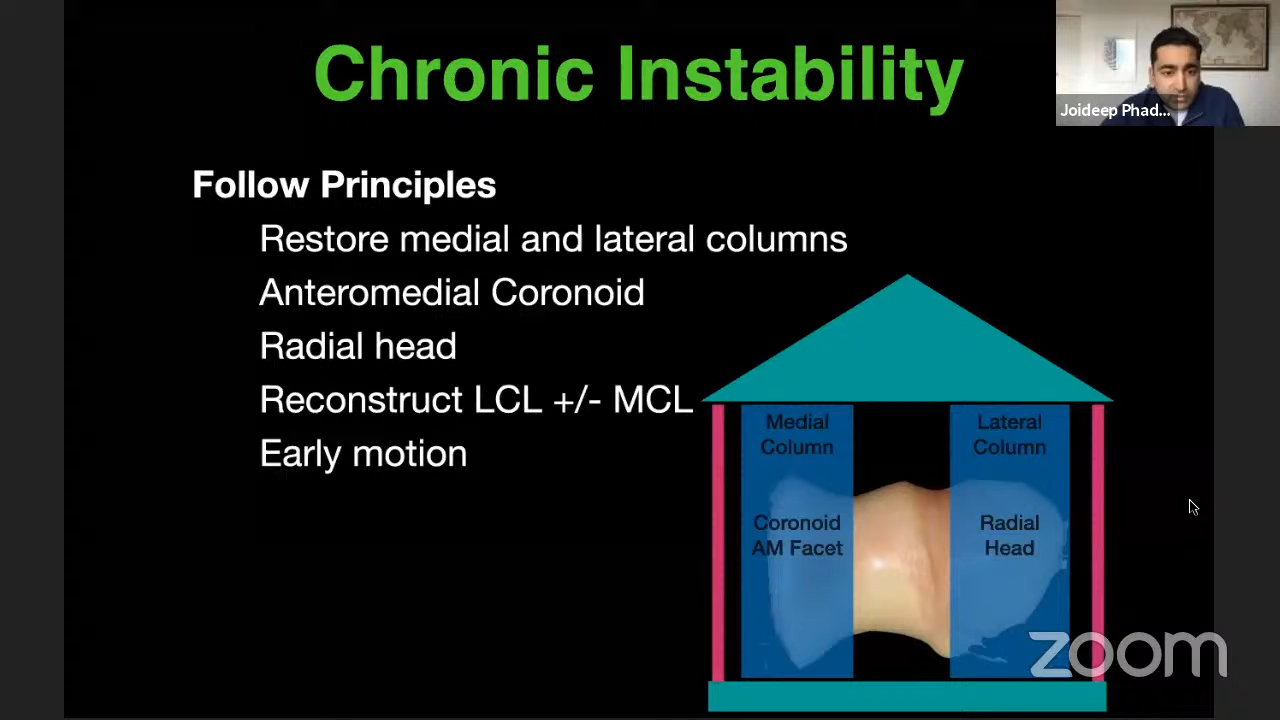 Chronic Instability
Joideep Phad...
Follow Principles
Restore medial and lateral columns
Anteromedial Coronoid
Radial head
Reconstruct LCL +/- MCL
Early motion
Medial
Column
Lateral
Column
Coronoid
AM Facet
Radial
Head
zoom